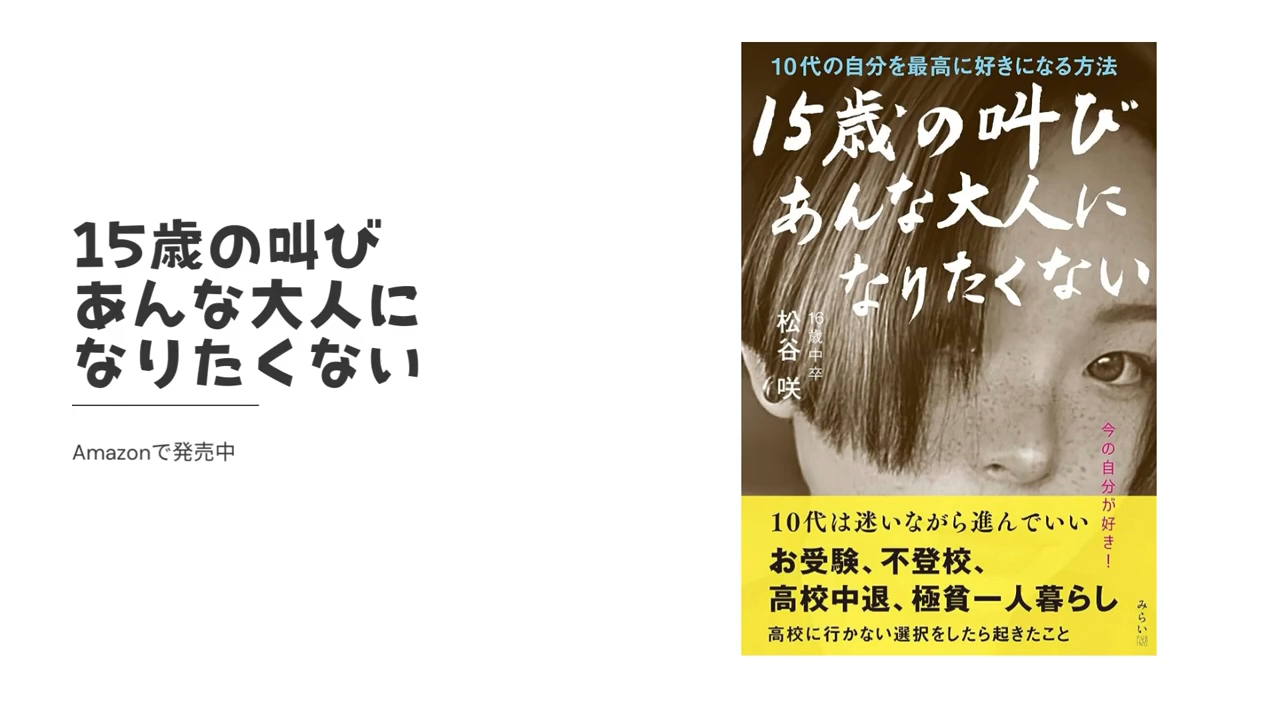 15歳の叫び
あんな大人に
なりたくない
Amazonで発売中
10代の自分を最高に好きになる方法
15歳の叫び
あんな大人に
なりたくない
16歳中卒
松谷 咲
今の自分が好き!
10代は迷いながら進んでいい
お受験、不登校、
高校中退、極貧一人暮らし
高校に行かない選択をしたら起きたこと
みらい